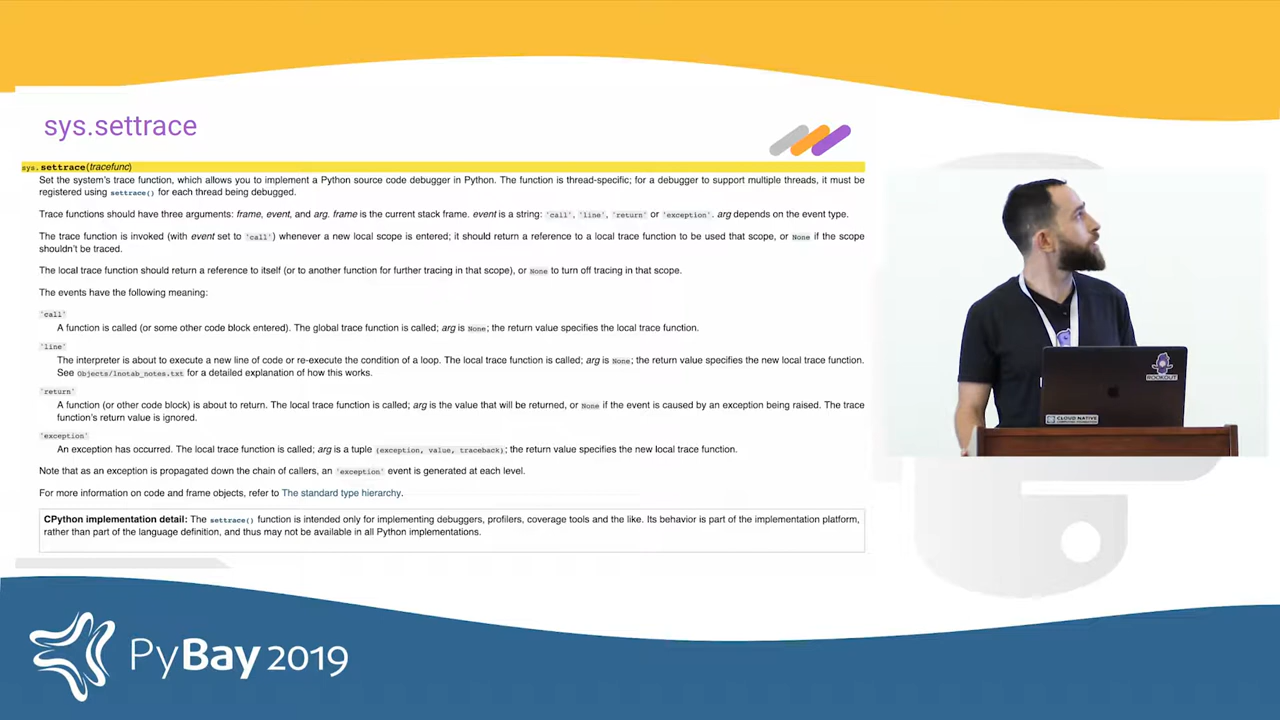 sys.settrace
sys.settrace(tracefunc)
Set the system's trace function, which allows you to implement a Python source code debugger in Python. The function is thread-specific; for a debugger to support multiple threads, it must be
registered using settrace() for each thread being debugged.
Trace functions should have three arguments: frame, event, and arg. frame is the current stack frame. event is a string: 'call', 'line', 'return' or 'exception'. arg depends on the event type.
The trace function is invoked (with event set to 'call') whenever a new local scope is entered; it should return a reference to a local trace function to be used that scope, or None if the scope
shouldn't be traced.
The local trace function should return a reference to itself (or to another function for further tracing in that scope), or None to turn off tracing in that scope.
The events have the following meaning:
'call'
A function is called (or some other code block entered). The global trace function is called; arg is None; the return value specifies the local trace function.
'line'
The interpreter is about to execute a new line of code or re-execute the condition of a loop. The local trace function is called; arg is None; the return value specifies the new local trace function.
See Objects/lnotab_notes.txt for a detailed explanation of how this works.
'return'
A function (or other code block) is about to return. The local trace function is called; arg is the value that will be returned, or None if the event is caused by an exception being raised. The trace
function's return value is ignored.
'exception'
An exception has occurred. The local trace function is called; arg is a tuple (exception, value, traceback); the return value specifies the new local trace function.
Note that as an exception is propagated down the chain of callers, an 'exception' event is generated at each level.
For more information on code and frame objects, refer to The standard type hierarchy.
CPython implementation detail: The settrace() function is intended only for implementing debuggers, profilers, coverage tools and the like. Its behavior is part of the implementation platform,
rather than part of the language definition, and thus may not be available in all Python implementations.
ROOKOUT
CLOUD NATIVE
PyBay 2019